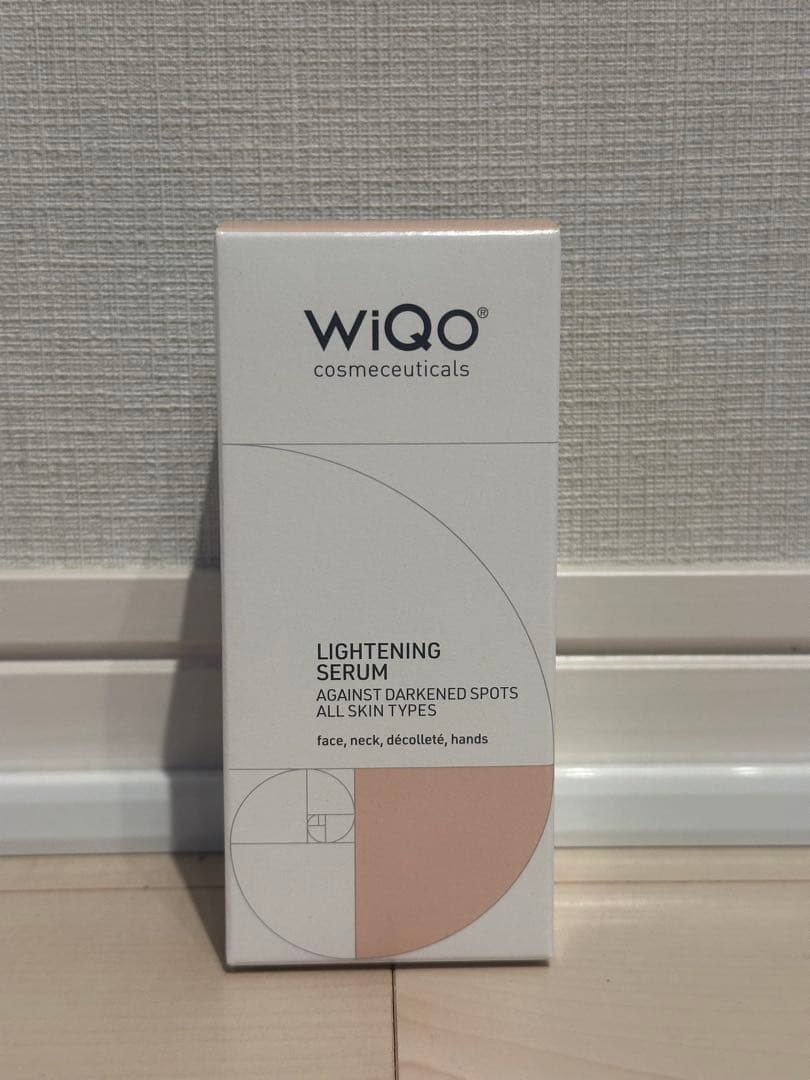 WiQo®
cosmeceuticals
LIGHTENING
SERUM
AGAINST DARKENED SPOTS
ALL SKIN TYPES
face, neck, décolleté, hands